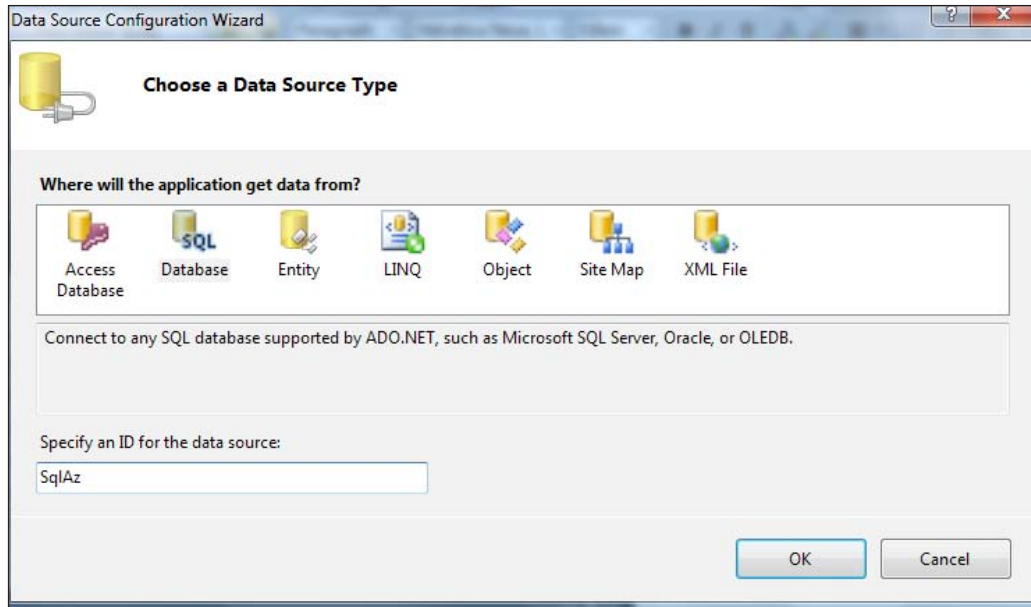 Data Source Configuration Wizard
Choose a Data Source Type
Where will the application get data from?
SQL
Access Database
Database
Entity
LINQ
Object
Site Map
XML File
Connect to any SQL database supported by ADO.NET, such as Microsoft SQL Server, Oracle, or OLEDB.
Specify an ID for the data source:
SqlAz
OK
Cancel